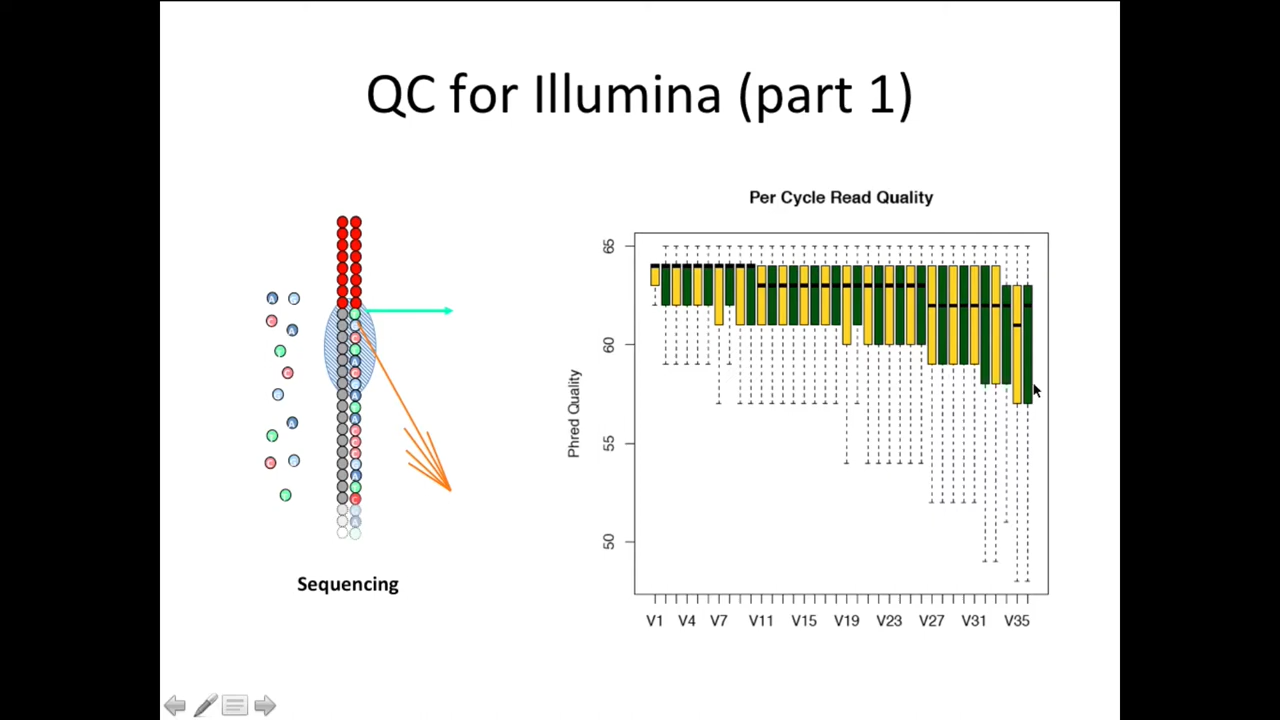 QC for Illumina (part 1)
Per Cycle Read Quality
Phred Quality
65
60
55
50
V1 V4 V7 V11 V15 V19 V23 V27 V31 V35
Sequencing